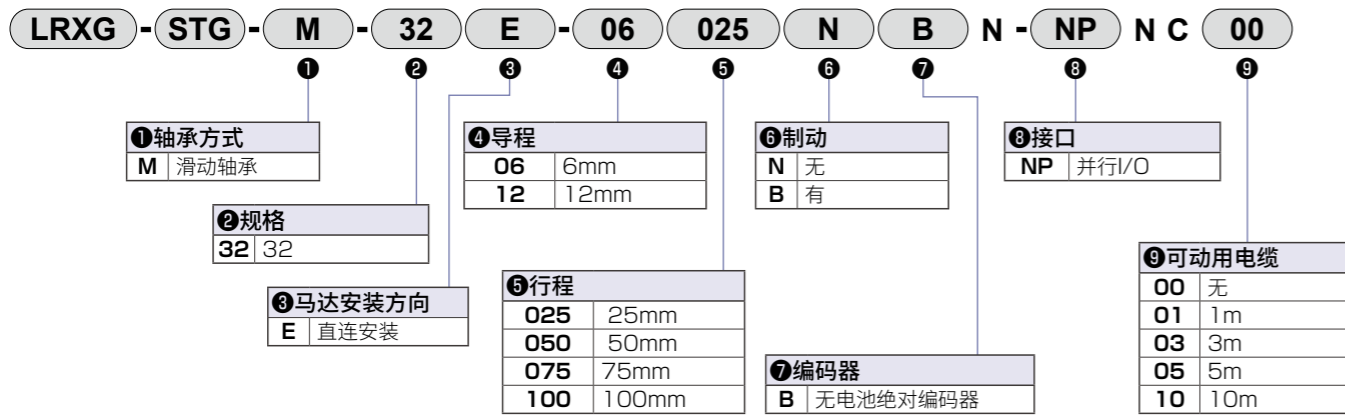 LRXG - STG - M - 32 E - 06 025 N B N - NP N C 00
❶ ❷ ❸ ❹ ❺ ❻ ❼ ❽ ❾
❶轴承方式
M 滑动轴承
❷规格
32 32
❸马达安装方向
E 直连安装
❹导程
06 6mm
12 12mm
❺行程
025 25mm
050 50mm
075 75mm
100 100mm
❻制动
N 无
B 有
❼编码器
B 无电池绝对编码器
❽接口
NP 并行I/O
❾可动用电缆
00 无
01 1m
03 3m
05 5m
10 10m